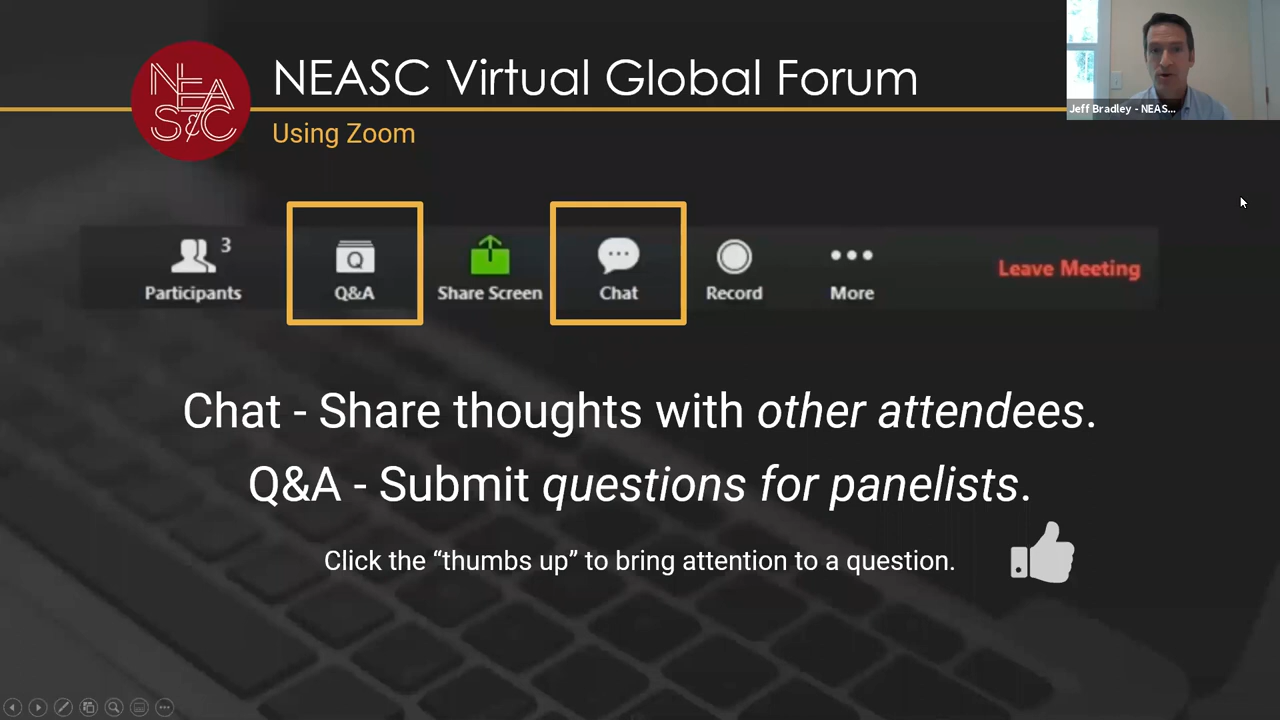 NEASC Virtual Global Forum
Jeff Bradley - NEAS...
NE
EA
S&C
Using Zoom
3
Participants
Q
Q&A
Share Screen
Chat
Record
More
Leave Meeting
Chat - Share thoughts with other attendees.
Q&A - Submit questions for panelists.
Click the “thumbs up” to bring attention to a question.